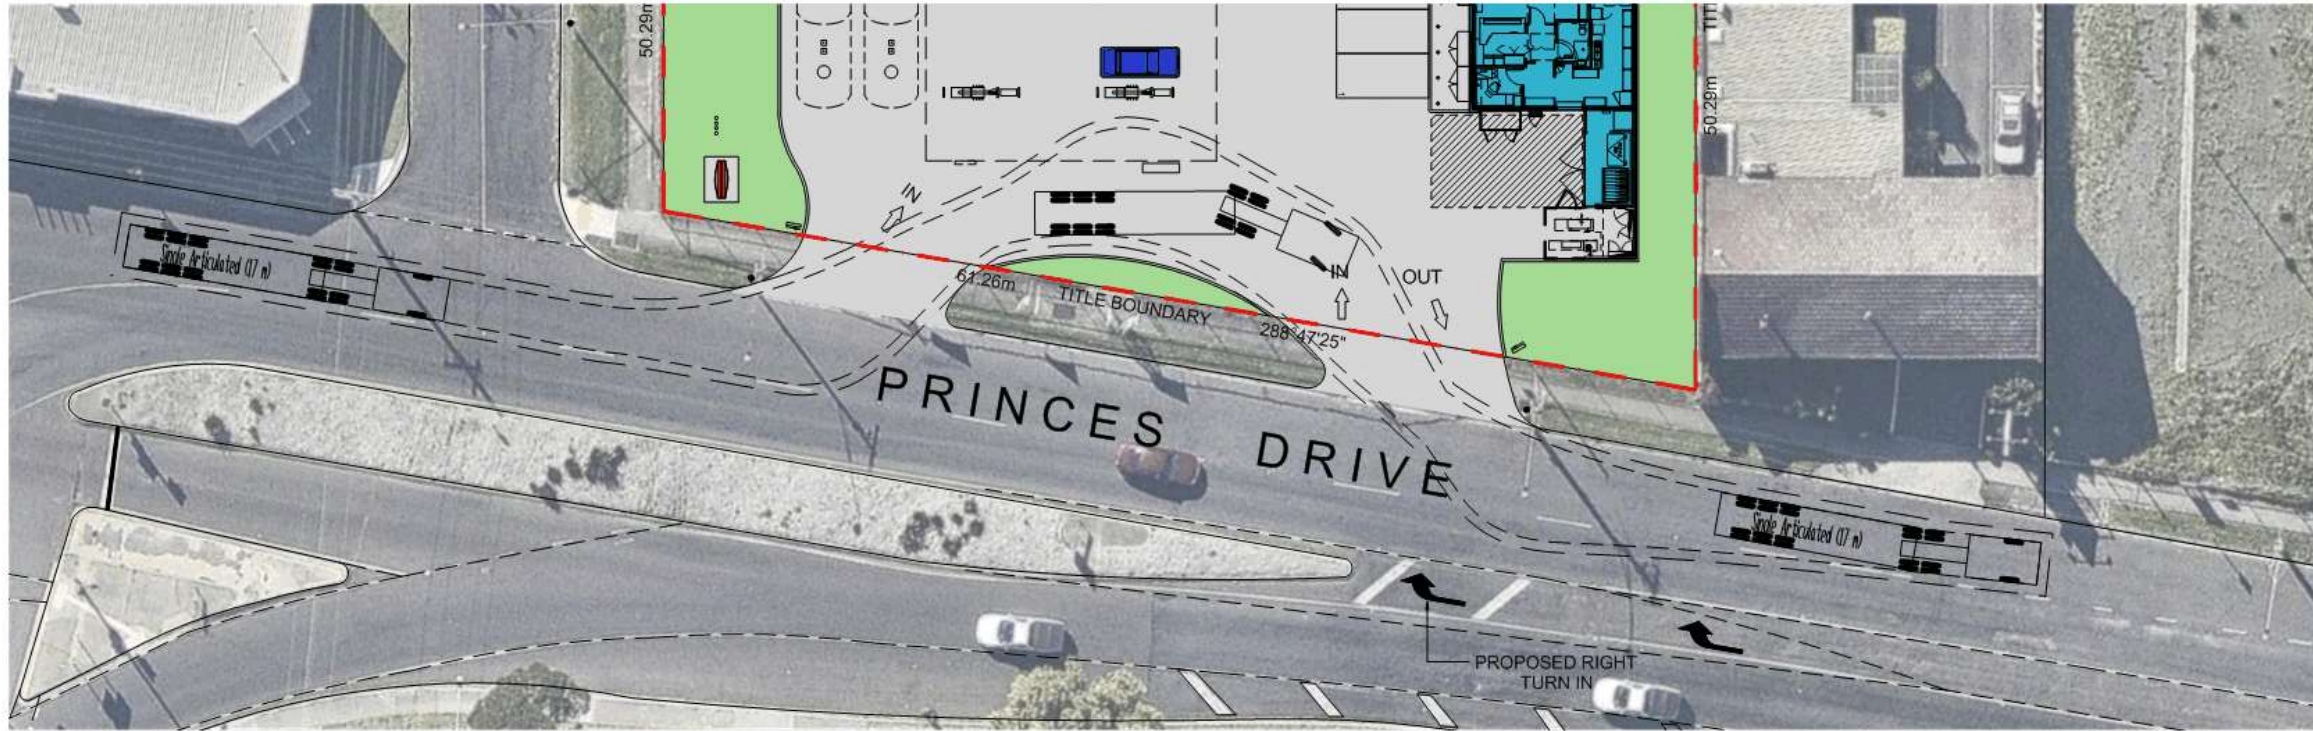 50.29m
TIT
50.29m
IN
Single Articulated (17 m)
61.26m
TITLE BOUNDARY
288°47'25"
IN
OUT
PRINCES DRIVE
Single Articulated (17 m)
PROPOSED RIGHT
TURN IN